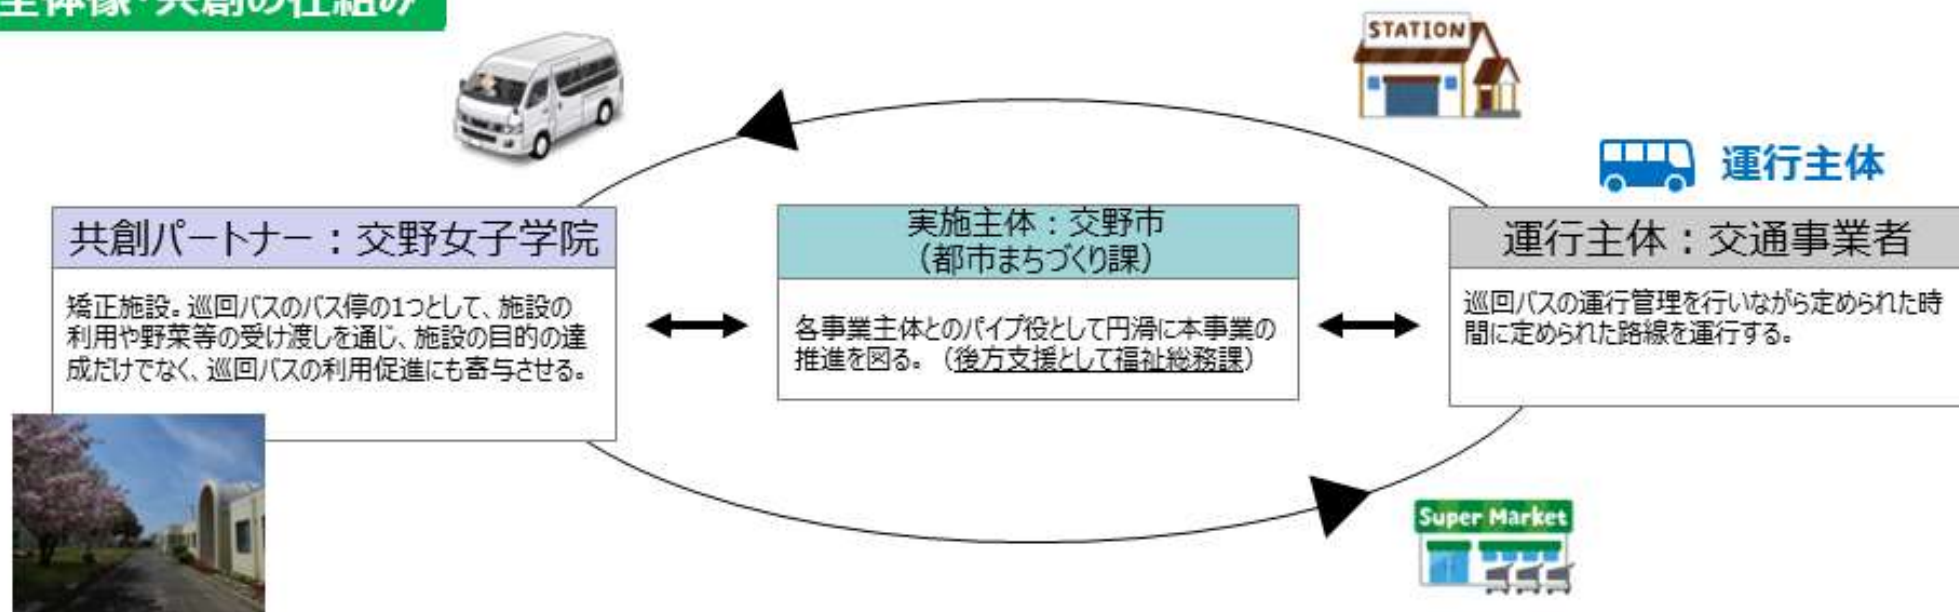 全体像・共創の仕組み
STATION
運行主体
共創パートナー：交野女子学院
矯正施設。巡回バスのバス停の1つとして、施設の
利用や野菜等の受け渡しを通じ、施設の目的の達
成だけでなく、巡回バスの利用促進にも寄与させる。
実施主体：交野市
（都市まちづくり課）
各事業主体とのパイプ役として円滑に本事業の
推進を図る。（後方支援として福祉総務課）
運行主体：交通事業者
巡回バスの運行管理を行いながら定められた時
間に定められた路線を運行する。
Super Market